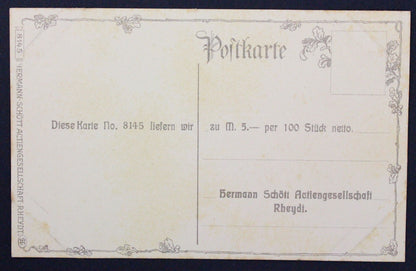 Postkarte
Diese Karte No. 8145 liefern wir zu M. 5.— per 100 Stück netto.
Hermann Schött Actiengesellschaft
Rheydt.
8145 HERMANN SCHÖTT ACTIENGESELLSCHAFT RHEYDT.